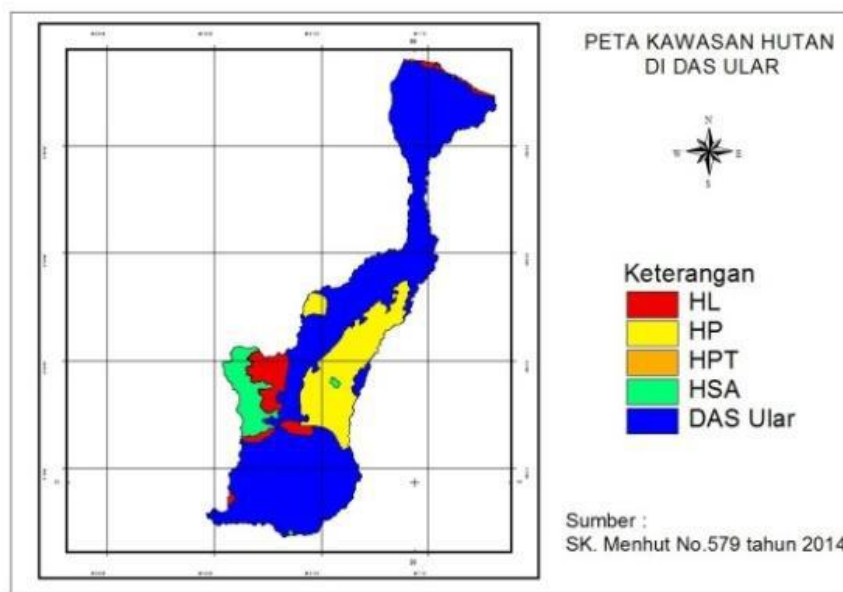 PETA KAWASAN HUTAN
DI DAS ULAR
N
W
E
S
Keterangan
HL
HP
HPT
HSA
DAS Ular
Sumber :
SK. Menhut No.579 tahun 2014